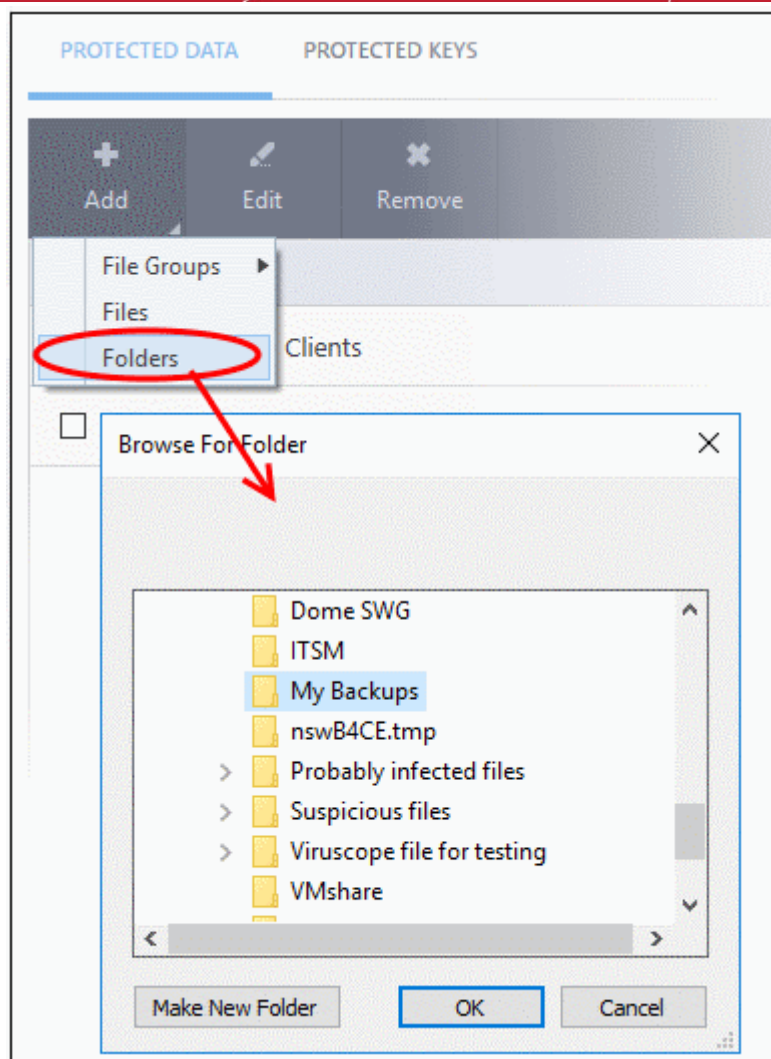 PROTECTED DATA PROTECTED KEYS
Add Edit Remove
File Groups
Files
Folders
Clients
Browse For Folder
Dome SWG
ITSM
My Backups
nswB4CE.tmp
Probably infected files
Suspicious files
Viruscope file for testing
VMshare
Make New Folder OK Cancel